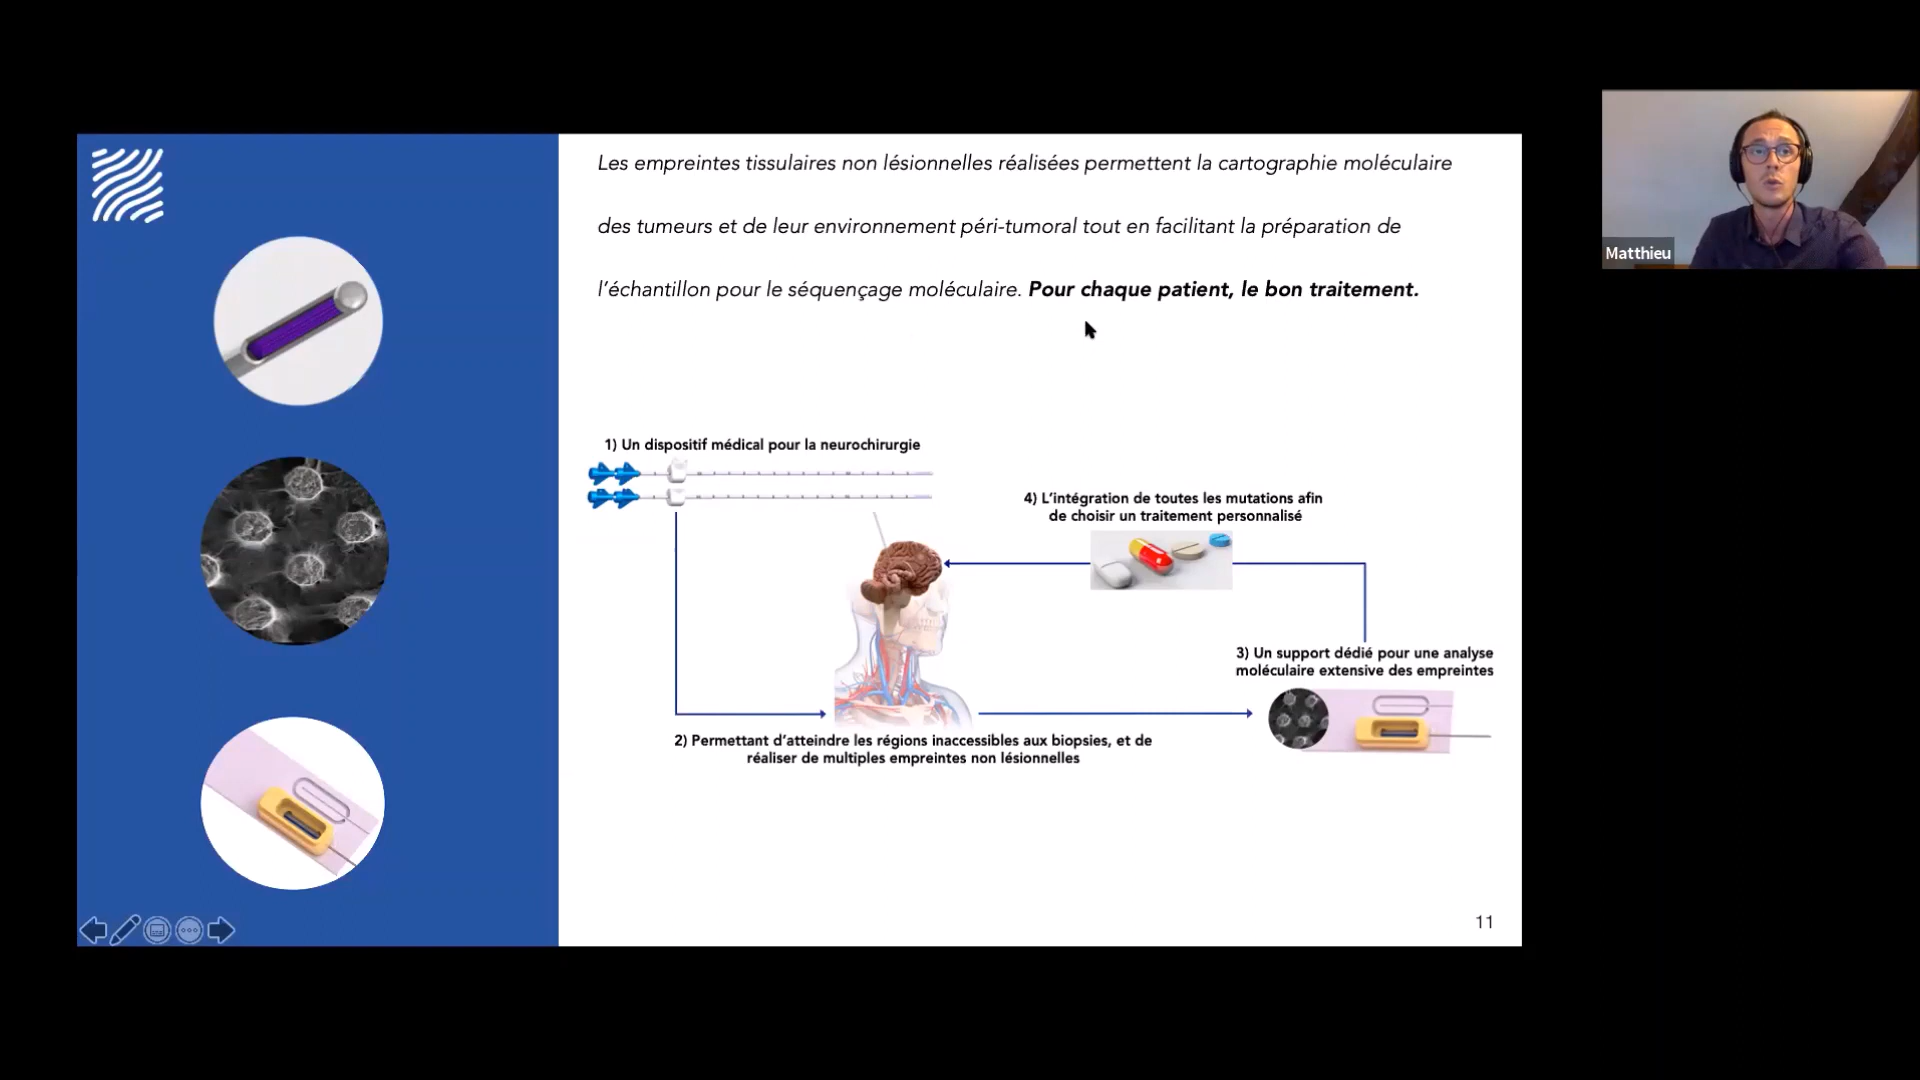 Les empreintes tissulaires non lésionnelles réalisées permettent la cartographie moléculaire
des tumeurs et de leur environnement péri-tumoral tout en facilitant la préparation de
l'échantillon pour le séquençage moléculaire. Pour chaque patient, le bon traitement.
Matthieu
1) Un dispositif médical pour la neurochirurgie
4) L'intégration de toutes les mutations afin
de choisir un traitement personnalisé
3) Un support dédié pour une analyse
moléculaire extensive des empreintes
2) Permettant d'atteindre les régions inaccessibles aux biopsies, et de
réaliser de multiples empreintes non lésionnelles
11